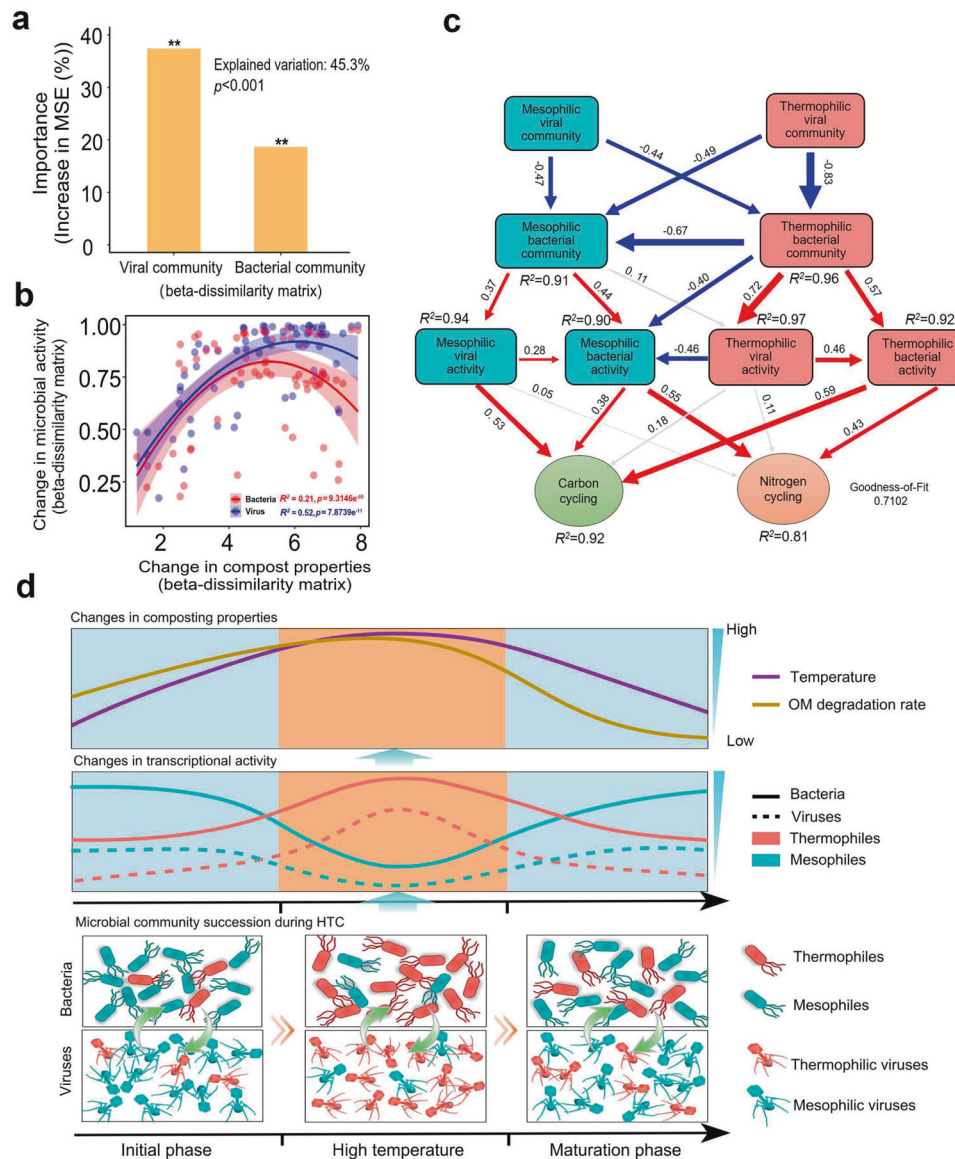 a
Importance
(Increase in MSE (%))
40
30
20
10
0
**
**
Explained variation: 45.3%
p<0.001
Viral community
Bacterial community
(beta-dissimilarity matrix)
b
Change in microbial activity
(beta-dissimilarity matrix)
1.00
0.75
0.50
0.25
Bacteria R² = 0.21, p = 9.3146e⁻⁰³
Virus R² = 0.52, p = 7.8739e⁻¹¹
2 4 6 8
Change in compost properties
(beta-dissimilarity matrix)
c
Mesophilic
viral
community
Thermophilic
viral
community
-0.47
-0.44
-0.49
-0.83
Mesophilic
bacterial
community
-0.67
Thermophilic
bacterial
community
R²=0.91
R²=0.96
0.37
0.44
0. 11
-0.40
0.72
0.57
R²=0.94
R²=0.90
R²=0.97
R²=0.92
Mesophilic
viral
activity
0.28
Mesophilic
bacterial
activity
-0.46
Thermophilic
viral
activity
0.46
Thermophilic
bacterial
activity
0.53
0.05
0.38
0.55
0.18
0.11
0.59
0.43
Carbon
cycling
Nitrogen
cycling
Goodness-of-Fit
0.7102
R²=0.92
R²=0.81
d
Changes in composting properties
High
Temperature
OM degradation rate
Low
Changes in transcriptional activity
Bacteria
Viruses
Thermophiles
Mesophiles
Microbial community succession during HTC
Bacteria
Viruses
Thermophiles
Mesophiles
Thermophilic viruses
Mesophilic viruses
Initial phase
High temperature
Maturation phase